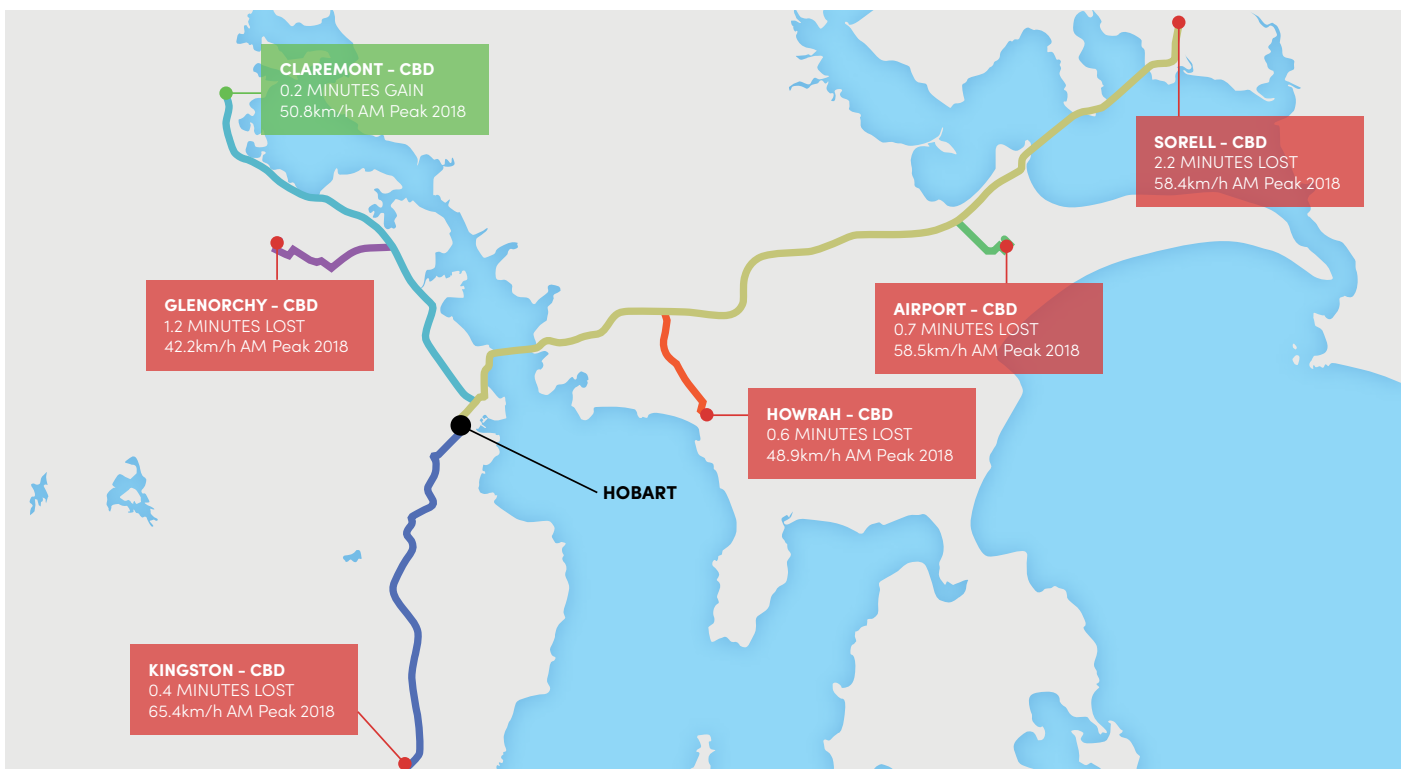 CLAREMONT - CBD
0.2 MINUTES GAIN
50.8km/h AM Peak 2018
SORELL - CBD
2.2 MINUTES LOST
58.4km/h AM Peak 2018
GLENORCHY - CBD
1.2 MINUTES LOST
42.2km/h AM Peak 2018
AIRPORT - CBD
0.7 MINUTES LOST
58.5km/h AM Peak 2018
HOWRAH - CBD
0.6 MINUTES LOST
48.9km/h AM Peak 2018
HOBART
KINGSTON - CBD
0.4 MINUTES LOST
65.4km/h AM Peak 2018